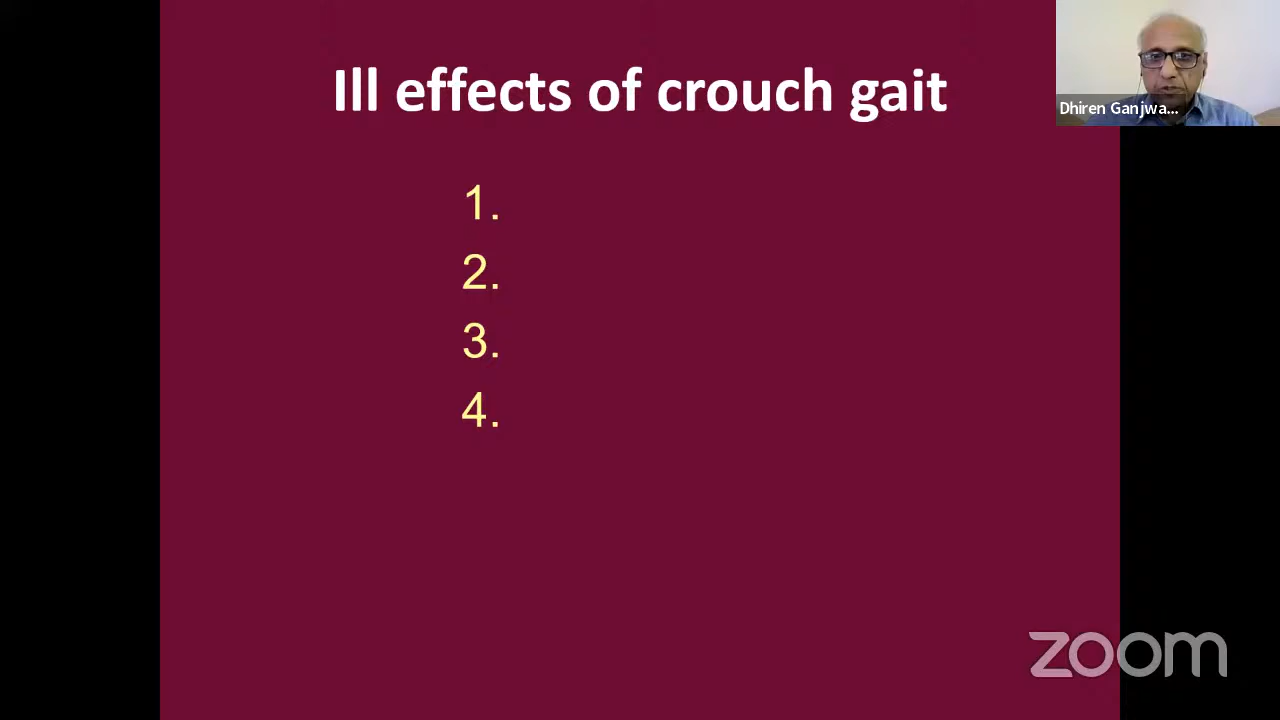 Ill effects of crouch gait
Dhiren Ganjwa...
1.
2.
3.
4.
zoom